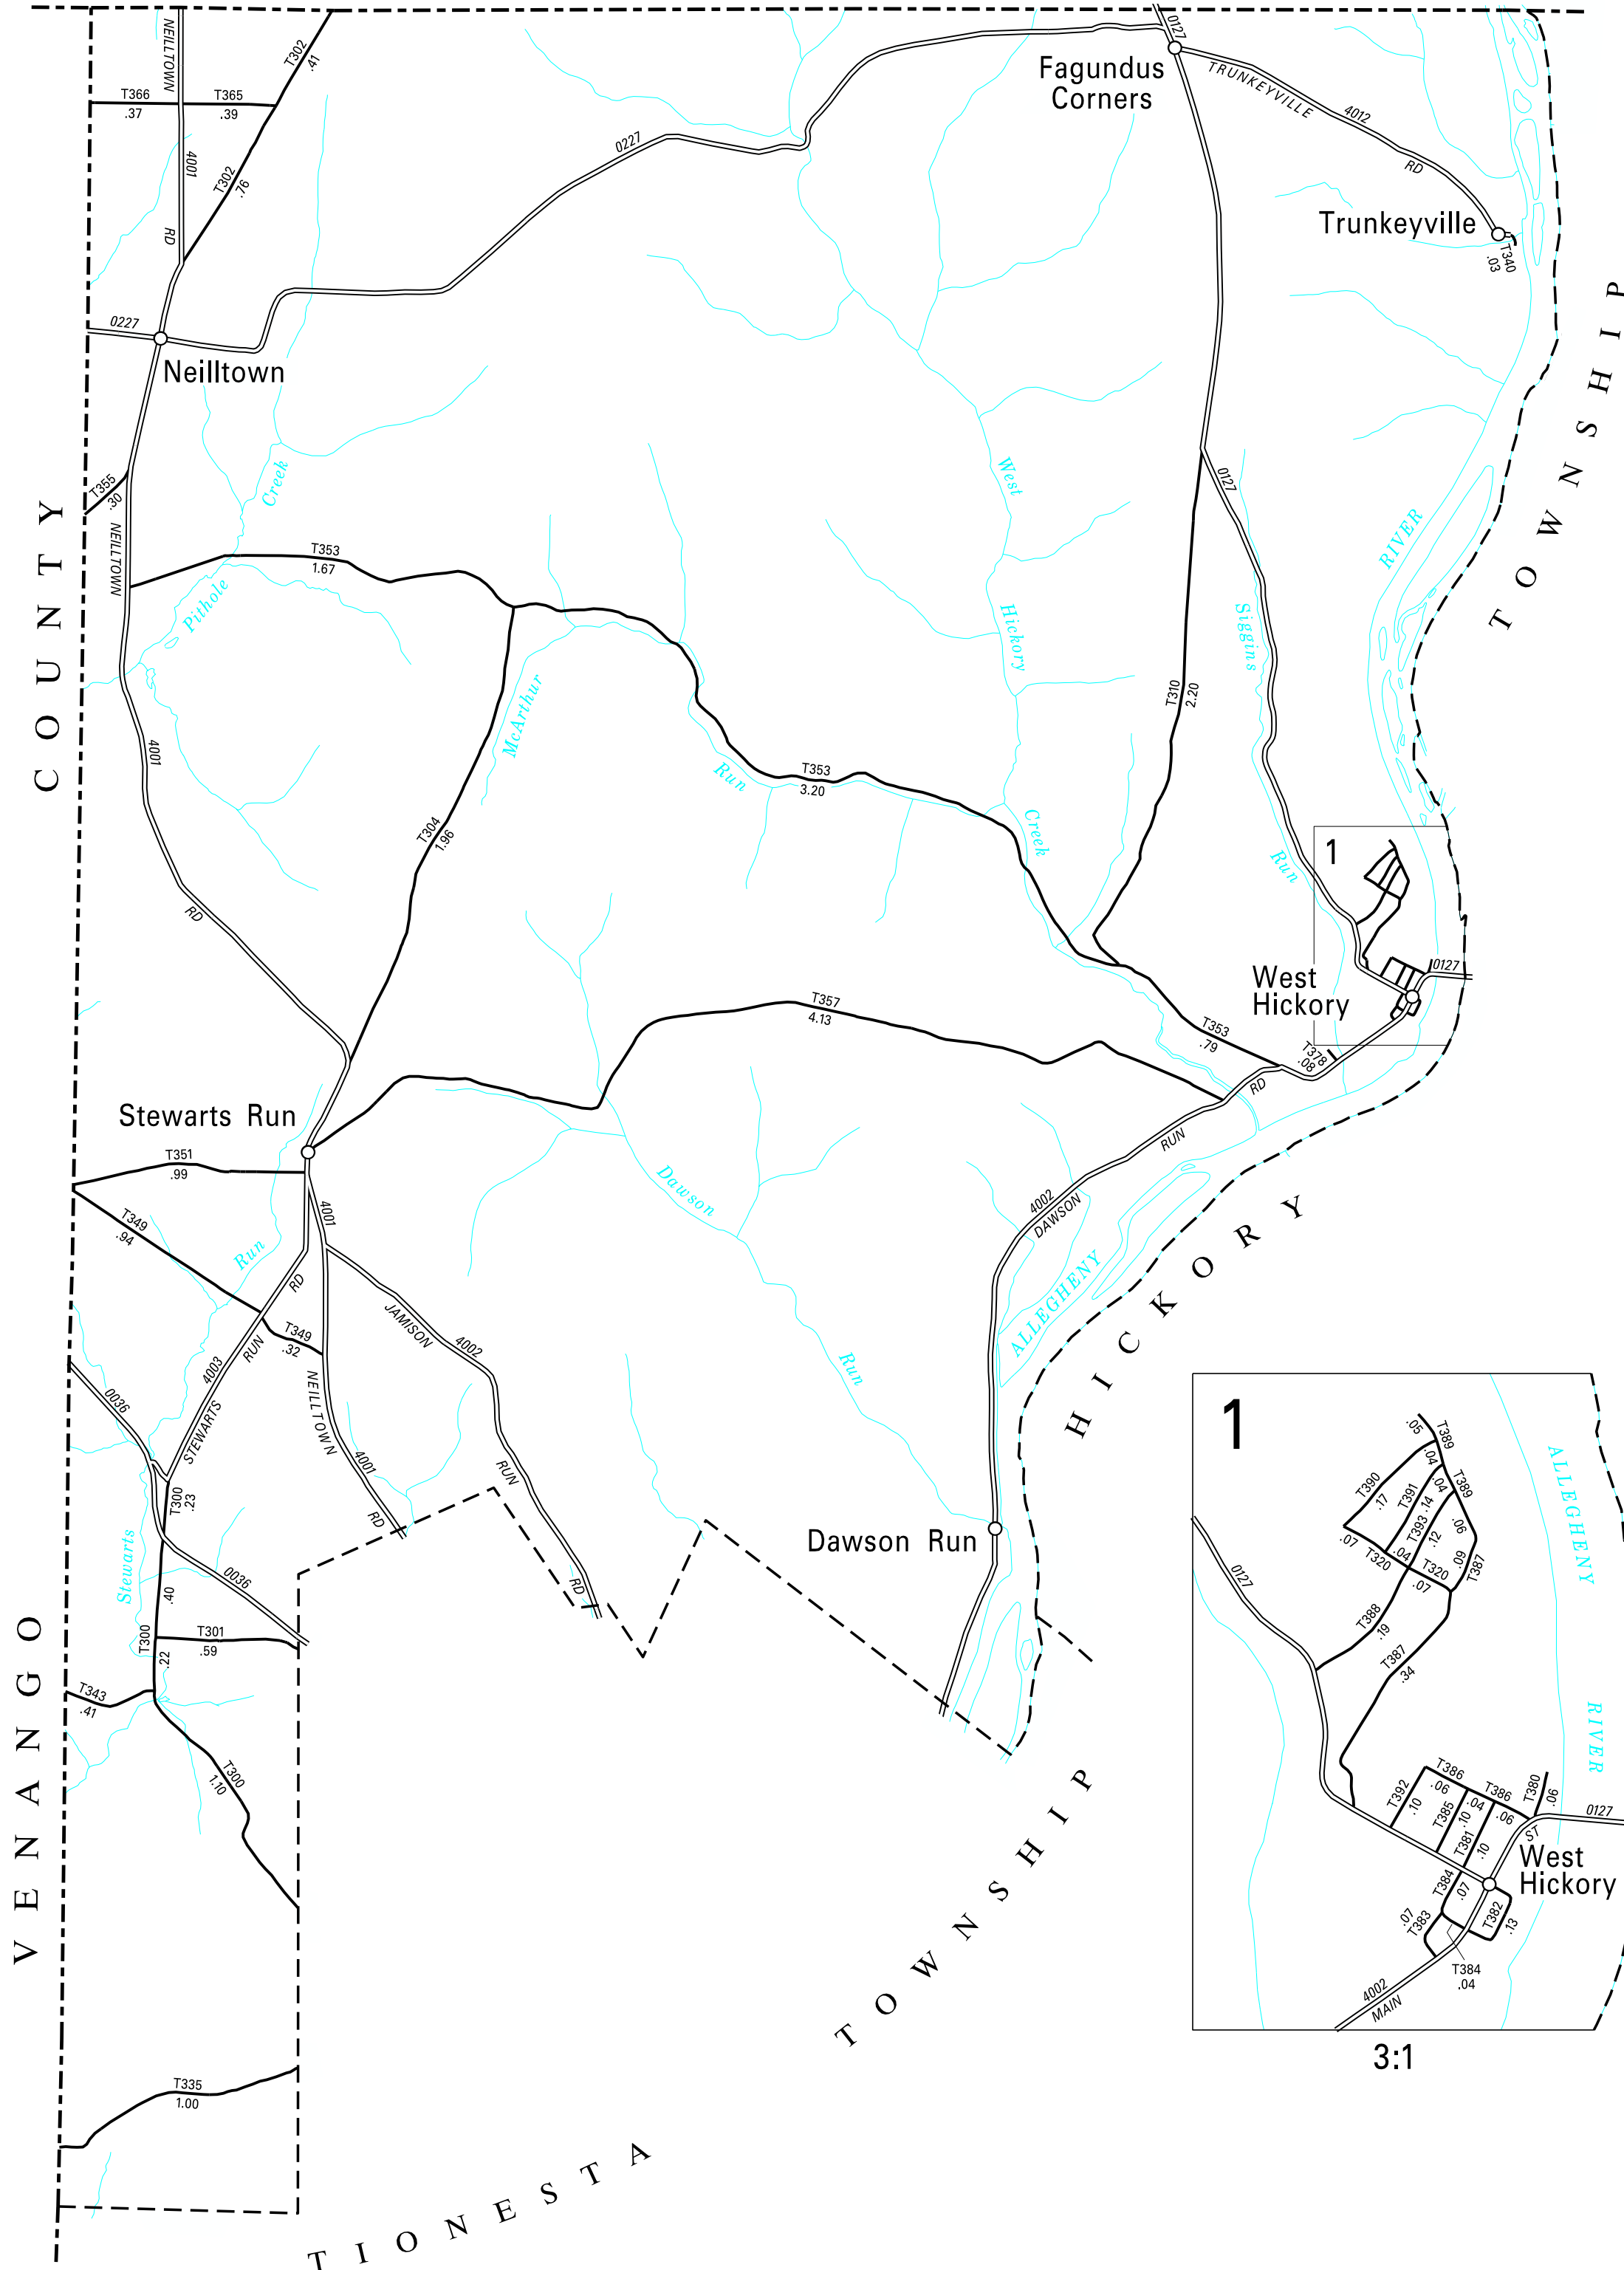 0127
NEILLTOWN
T302
.41
Fagundus
Corners
TRUNKEYVILLE
4012
RD
T366
.37
T365
.39
0227
4001
T302
.76
RD
Trunkeyville
T340
.03
0227
Neilltown
TOWNSHIP
COUNTY
T355
.30
NEILLTOWN
Creek
West
0127
RIVER
T353
1.67
Pithole
Hickory
Siggins
McArthur
T310
2.20
4001
Run
T353
3.20
T304
1.96
Creek
Run
1
RD
West
Hickory
0127
T357
4.13
T353
.79
T378
.08
RD
Stewarts Run
RUN
T351
.99
Dawson
4002
DAWSON
T349
.94
4001
Run
RD
HICKORY
ALLEGHENY
JAMISON
4002
T349
.32
4003
RUN
Run
0036
NEILLTOWN
STEWARTS
4001
RUN
T300
.23
RD
Dawson Run
Stewarts
0036
.40
RD
T300
T301
.59
.22
T343
.41
T300
1.10
VENANGO
TOWNSHIP
T335
1.00
TIONESTA
1
.05
T389
.04
T390
.17
T391
.04
T389
.14
T393
.12
.06
.07
T320
.04
T320
.07
.09
T387
ALLEGHENY
0127
T388
.19
T387
.34
RIVER
T386
.06
T392
.10
T386
.04
T380
.06
T385
.10
.06
0127
T381
.10
ST
West
Hickory
T384
.07
T382
.13
.07
T383
T384
.04
4002
MAIN
3:1